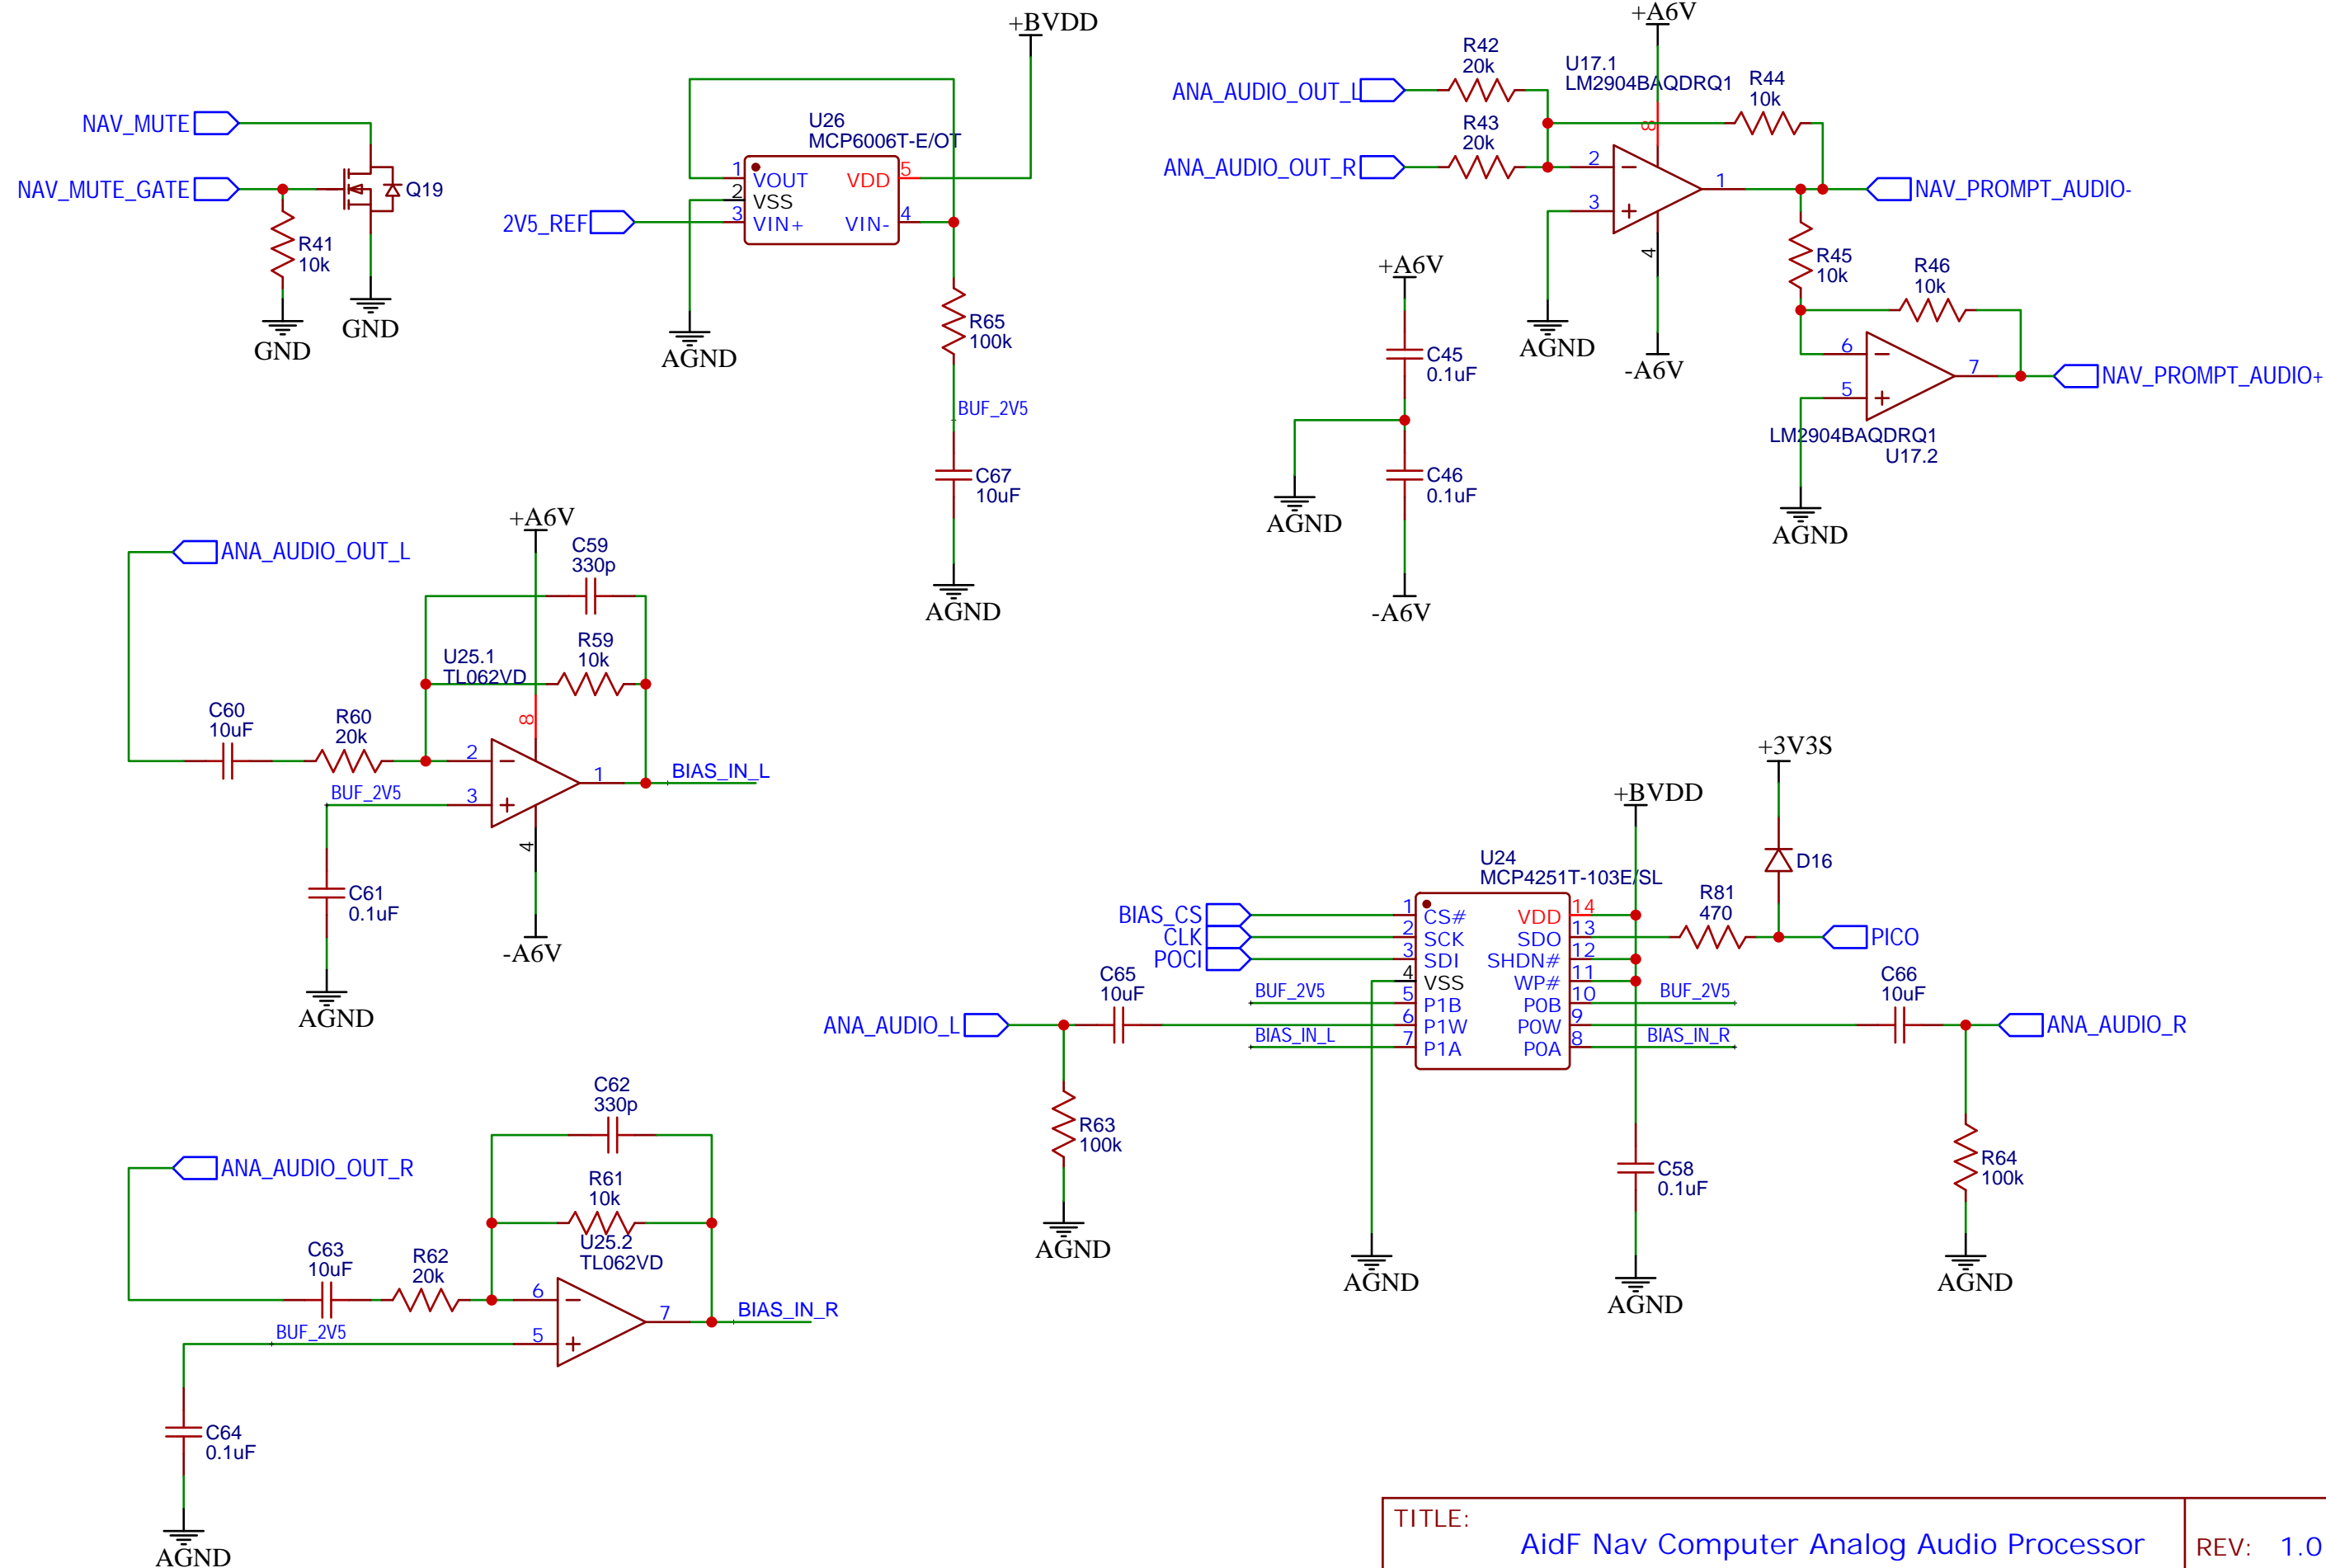 NAV_MUTE
NAV_MUTE_GATE
Q19
R41
10k
GND
GND
+BVDD
U26
MCP6006T-E/OT
1
VOUT
2
VSS
3
VIN+
5
VDD
4
VIN-
2V5_REF
AGND
R65
100k
BUF_2V5
C67
10uF
AGND
+A6V
R42
20k
ANA_AUDIO_OUT_L
R43
20k
ANA_AUDIO_OUT_R
U17.1
LM2904BAQDRQ1
R44
10k
8
2
3
1
4
NAV_PROMPT_AUDIO-
AGND
-A6V
R45
10k
R46
10k
6
5
7
NAV_PROMPT_AUDIO+
LM2904BAQDRQ1
U17.2
AGND
+A6V
C45
0.1uF
C46
0.1uF
AGND
-A6V
ANA_AUDIO_OUT_L
+A6V
C59
330p
R59
10k
U25.1
TL062VD
8
C60
10uF
R60
20k
2
BUF_2V5
3
1
BIAS_IN_L
4
C61
0.1uF
AGND
-A6V
ANA_AUDIO_OUT_R
C62
330p
R61
10k
U25.2
TL062VD
C63
10uF
R62
20k
6
BUF_2V5
5
7
BIAS_IN_R
C64
0.1uF
AGND
+3V3S
+BVDD
D16
U24
MCP4251T-103E/SL
R81
470
BIAS_CS
CLK
POCI
1
CS#
2
SCK
3
SDI
4
VSS
5
P1B
6
P1W
7
P1A
14
VDD
13
SDO
12
SHDN#
11
WP#
10
P0B
9
P0W
8
P0A
PICO
BUF_2V5
BUF_2V5
BIAS_IN_L
BIAS_IN_R
C65
10uF
ANA_AUDIO_L
R63
100k
AGND
AGND
C58
0.1uF
AGND
C66
10uF
ANA_AUDIO_R
R64
100k
AGND
TITLE:
AidF Nav Computer Analog Audio Processor
REV: 1.0